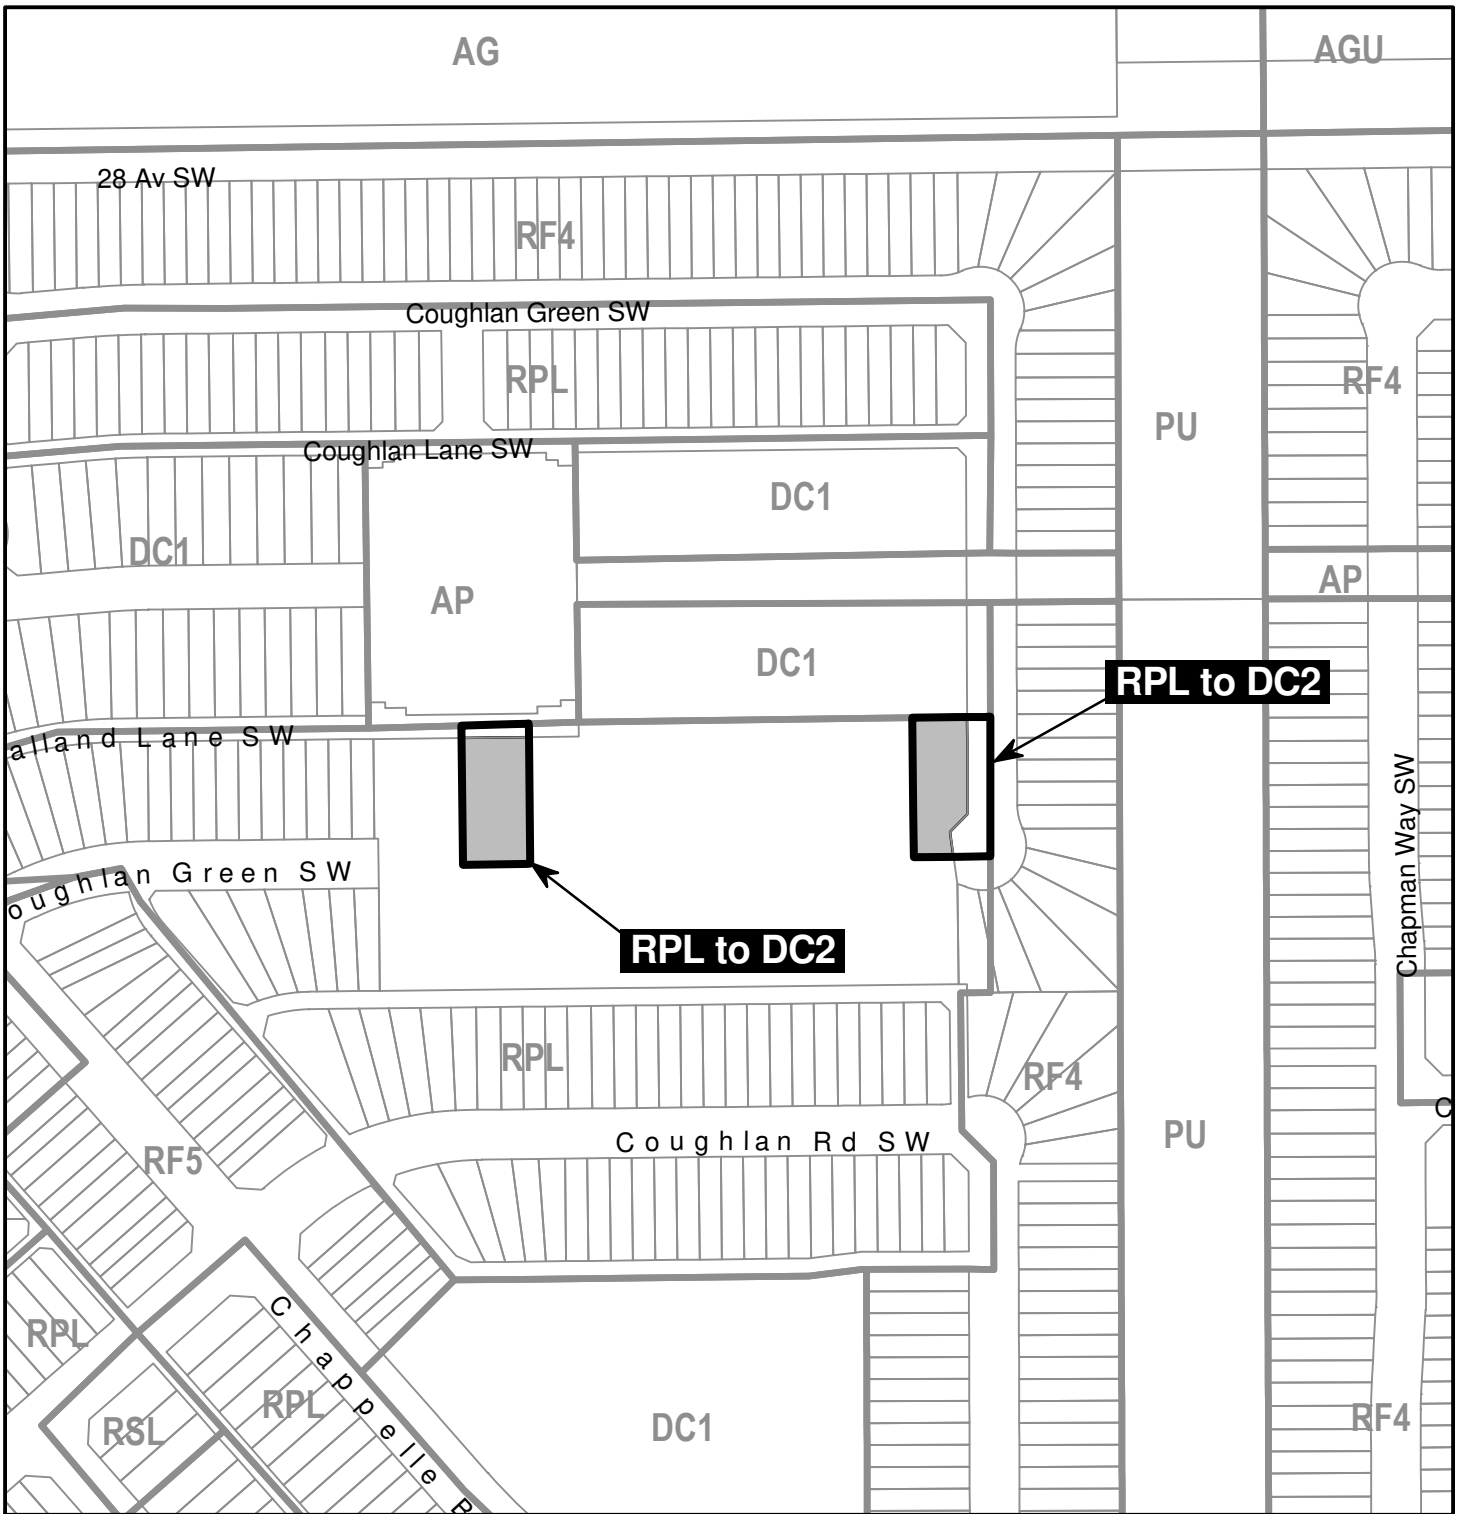 AG
AGU
28 Av SW
RF4
Coughlan Green SW
RPL
RF4
PU
Coughlan Lane SW
DC1
DC1
AP
AP
DC1
RPL to DC2
alland Lane SW
Chapman Way SW
oughlan Green SW
RPL to DC2
RPL
RF4
C
Coughlan Rd SW
PU
RF5
RPL
Chappelle B
RPL
RSL
DC1
RF4